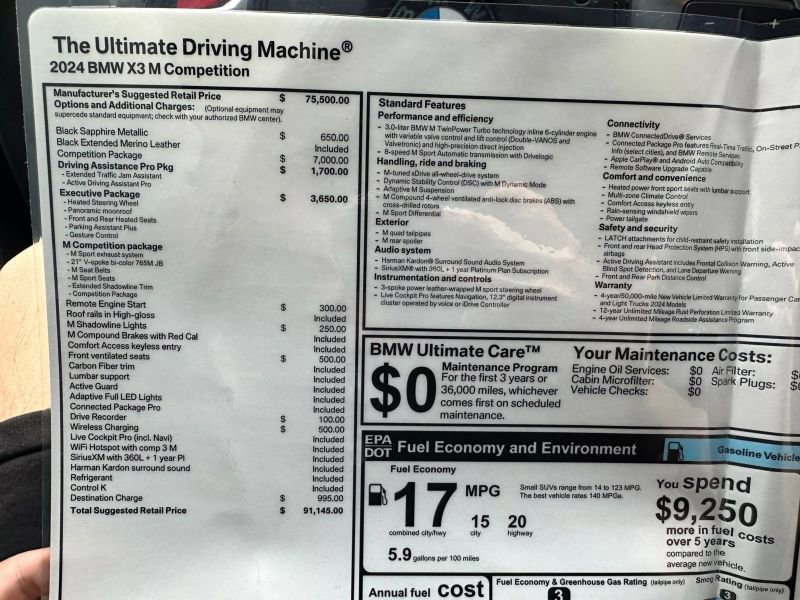 The Ultimate Driving Machine®
2024 BMW X3 M Competition
Manufacturer's Suggested Retail Price $ 75,500.00
Options and Additional Charges: (Optional equipment may
supercede standard equipment; check with your authorized BMW center).
Black Sapphire Metallic $ 650.00
Black Extended Merino Leather Included
Competition Package $ 7,000.00
Driving Assistance Pro Pkg $ 1,700.00
- Extended Traffic Jam Assistant
- Active Driving Assistant Pro
Executive Package $ 3,650.00
- Heated Steering Wheel
- Panoramic moonroof
- Front and Rear Heated Seats
- Parking Assistant Plus
- Gesture Control
M Competition package
- M Sport exhaust system
- 21" V-spoke bi-color 765M JB
- M Seat Belts
- M Sport Seats
- Extended Shadowline Trim
- Competition Package
Remote Engine Start $ 300.00
Roof rails in High-gloss Included
M Shadowline Lights $ 250.00
M Compound Brakes with Red Cal Included
Comfort Access keyless entry Included
Front ventilated seats $ 500.00
Carbon Fiber trim Included
Lumbar support Included
Active Guard Included
Adaptive Full LED Lights Included
Connected Package Pro Included
Drive Recorder $ 100.00
Wireless Charging $ 500.00
Live Cockpit Pro (incl. Navi) Included
WiFi Hotspot with comp 3 M Included
SiriusXM with 360L + 1 year Pl Included
Harman Kardon surround sound Included
Refrigerant Included
Control K Included
Destination Charge $ 995.00
Total Suggested Retail Price $ 91,145.00
Standard Features
Performance and efficiency
- 3.0-liter BMW M TwinPower Turbo technology inline 6-cylinder engine
with variable valve control and lift control (Double-VANOS and
Valvetronic) and high-precision direct injection
- 8-speed M Sport Automatic transmission with Drivelogic
Handling, ride and braking
- M-tuned xDrive all-wheel-drive system
- Dynamic Stability Control (DSC) with M Dynamic Mode
- Adaptive M Suspension
- M Compound 4-wheel ventilated anti-lock disc brakes (ABS) with
cross-drilled rotors
- M Sport Differential
Exterior
- M quad tailpipes
- M rear spoiler
Audio system
- Harman Kardon® Surround Sound Audio System
- SiriusXM® with 360L + 1 year Platinum Plan Subscription
Instrumentation and controls
- 3-spoke power leather-wrapped M sport steering wheel
- Live Cockpit Pro features Navigation, 12.3" digital instrument
cluster operated by voice or iDrive Controller
Connectivity
- BMW ConnectedDrive® Services
- Connected Package Pro features Real-Time Traffic, On-Street P
Info (select cities), and BMW Remote Services
- Apple CarPlay® and Android Auto Compatibility
- Remote Software Upgrade Capable
Comfort and convenience
- Heated power front sport seats with lumbar support
- Multi-zone Climate Control
- Comfort Access keyless entry
- Rain-sensing windshield wipers
- Power tailgate
Safety and security
- LATCH attachments for child-restraint safety installation
- Front and rear Head Protection System (HPS) with front side-impac
airbags
- Active Driving Assistant includes Frontal Collision Warning, Active
Blind Spot Detection, and Lane Departure Warning
- Front and Rear Park Distance Control
Warranty
- 4-year/50,000-mile New Vehicle Limited Warranty for Passenger Car
and Light Trucks 2024 Models
- 12-year Unlimited Mileage Rust Perforation Limited Warranty
- 4-year Unlimited Mileage Roadside Assistance Program
BMW Ultimate Care™
$0
Maintenance Program
For the first 3 years or
36,000 miles, whichever
comes first on scheduled
maintenance.
Your Maintenance Costs:
Engine Oil Services: $0 Air Filter: $
Cabin Microfilter: $0 Spark Plugs: $
Vehicle Checks: $0
EPA
DOT
Fuel Economy and Environment
Gasoline Vehicle
Fuel Economy
17 MPG
combined city/hwy
15
city
20
highway
Small SUVs range from 14 to 123 MPG.
The best vehicle rates 140 MPGe.
5.9 gallons per 100 miles
You spend
$9,250
more in fuel costs
over 5 years
compared to the
average new vehicle.
Annual fuel cost
Fuel Economy & Greenhouse Gas Rating (tailpipe only)
3
Smog Rating (tailpipe only)
3